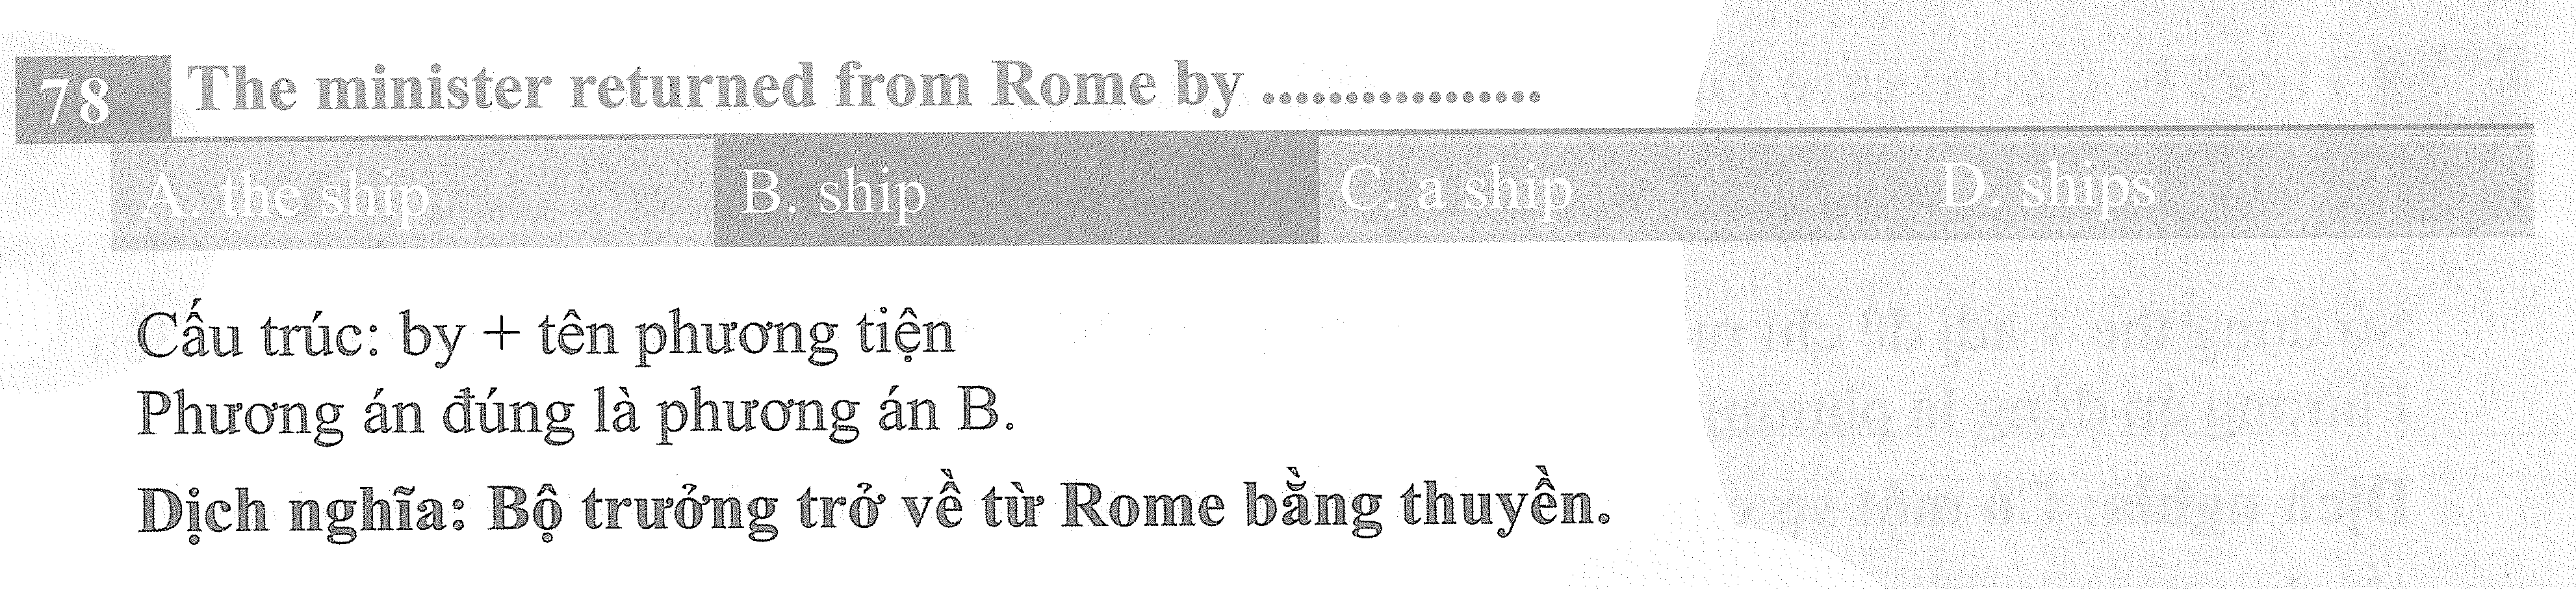 78 The minister returned from Rome by .................
A. the ship B. ship C. a ship D. ships
Cấu trúc: by + tên phương tiện
Phương án đúng là phương án B.
Dịch nghĩa: Bộ trưởng trở về từ Rome bằng thuyền.